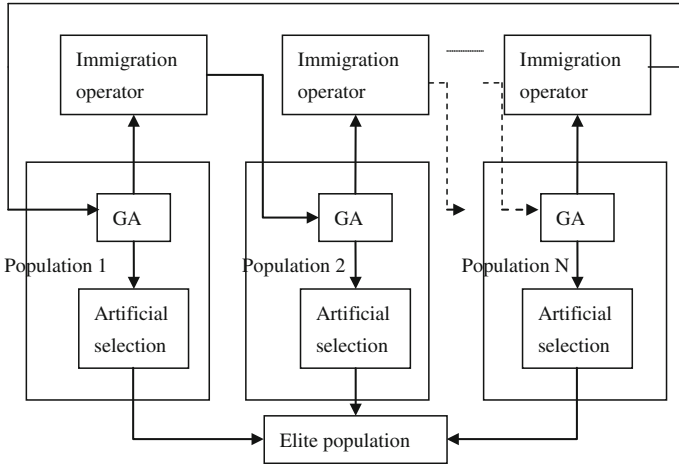 Immigration
operator
Immigration
operator
Immigration
operator
GA
GA
GA
Population 1
Population 2
Population N
Artificial
selection
Artificial
selection
Artificial
selection
Elite population